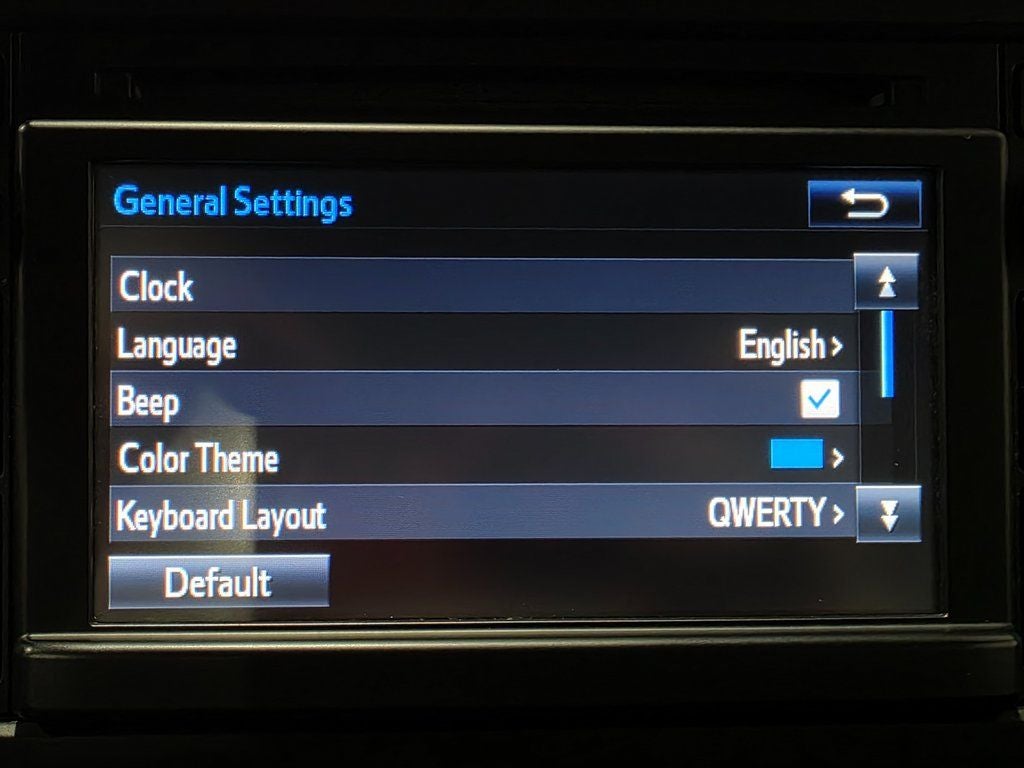 General Settings
Clock
Language English >
Beep
Color Theme >
Keyboard Layout QWERTY >
Default